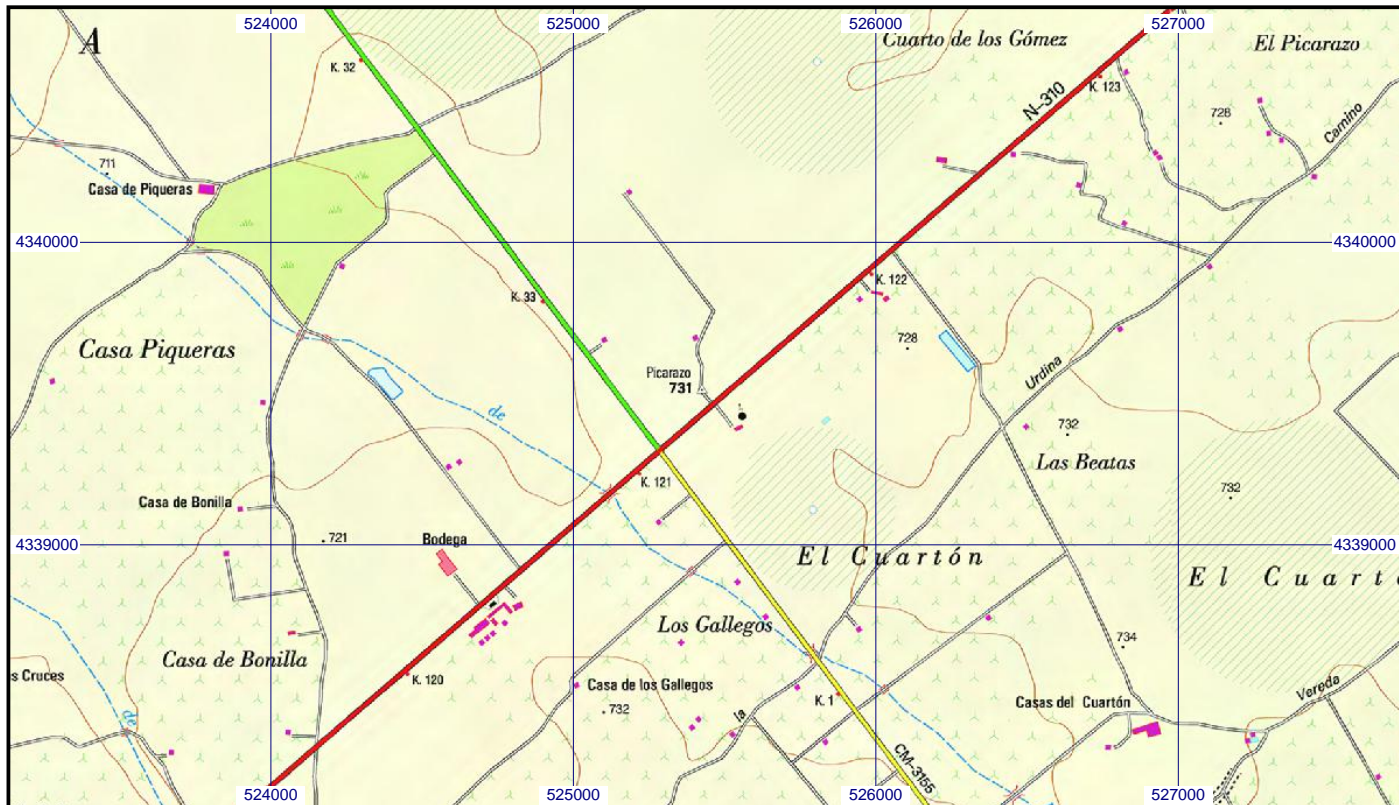 524000 525000 526000 527000
A
Cuarto de los Gómez
El Picarazo
K. 32
N-310
K. 123
728
Camino
711
Casa de Piqueras
4340000 4340000
K. 122
K. 33
728
Casa Piqueras
Picarazo
731
Urdina
de
732
Las Beatas
K. 121
Casa de Bonilla
732
721
Bodega
4339000 4339000
El Cuartón
El Cuarto
Los Gallegos
734
Casa de Bonilla
s Cruces
K. 120
Casa de los Gallegos
Vereda
K. 1
Casas del Cuartón
732
la
de
CM-3155
524000 525000 526000 527000